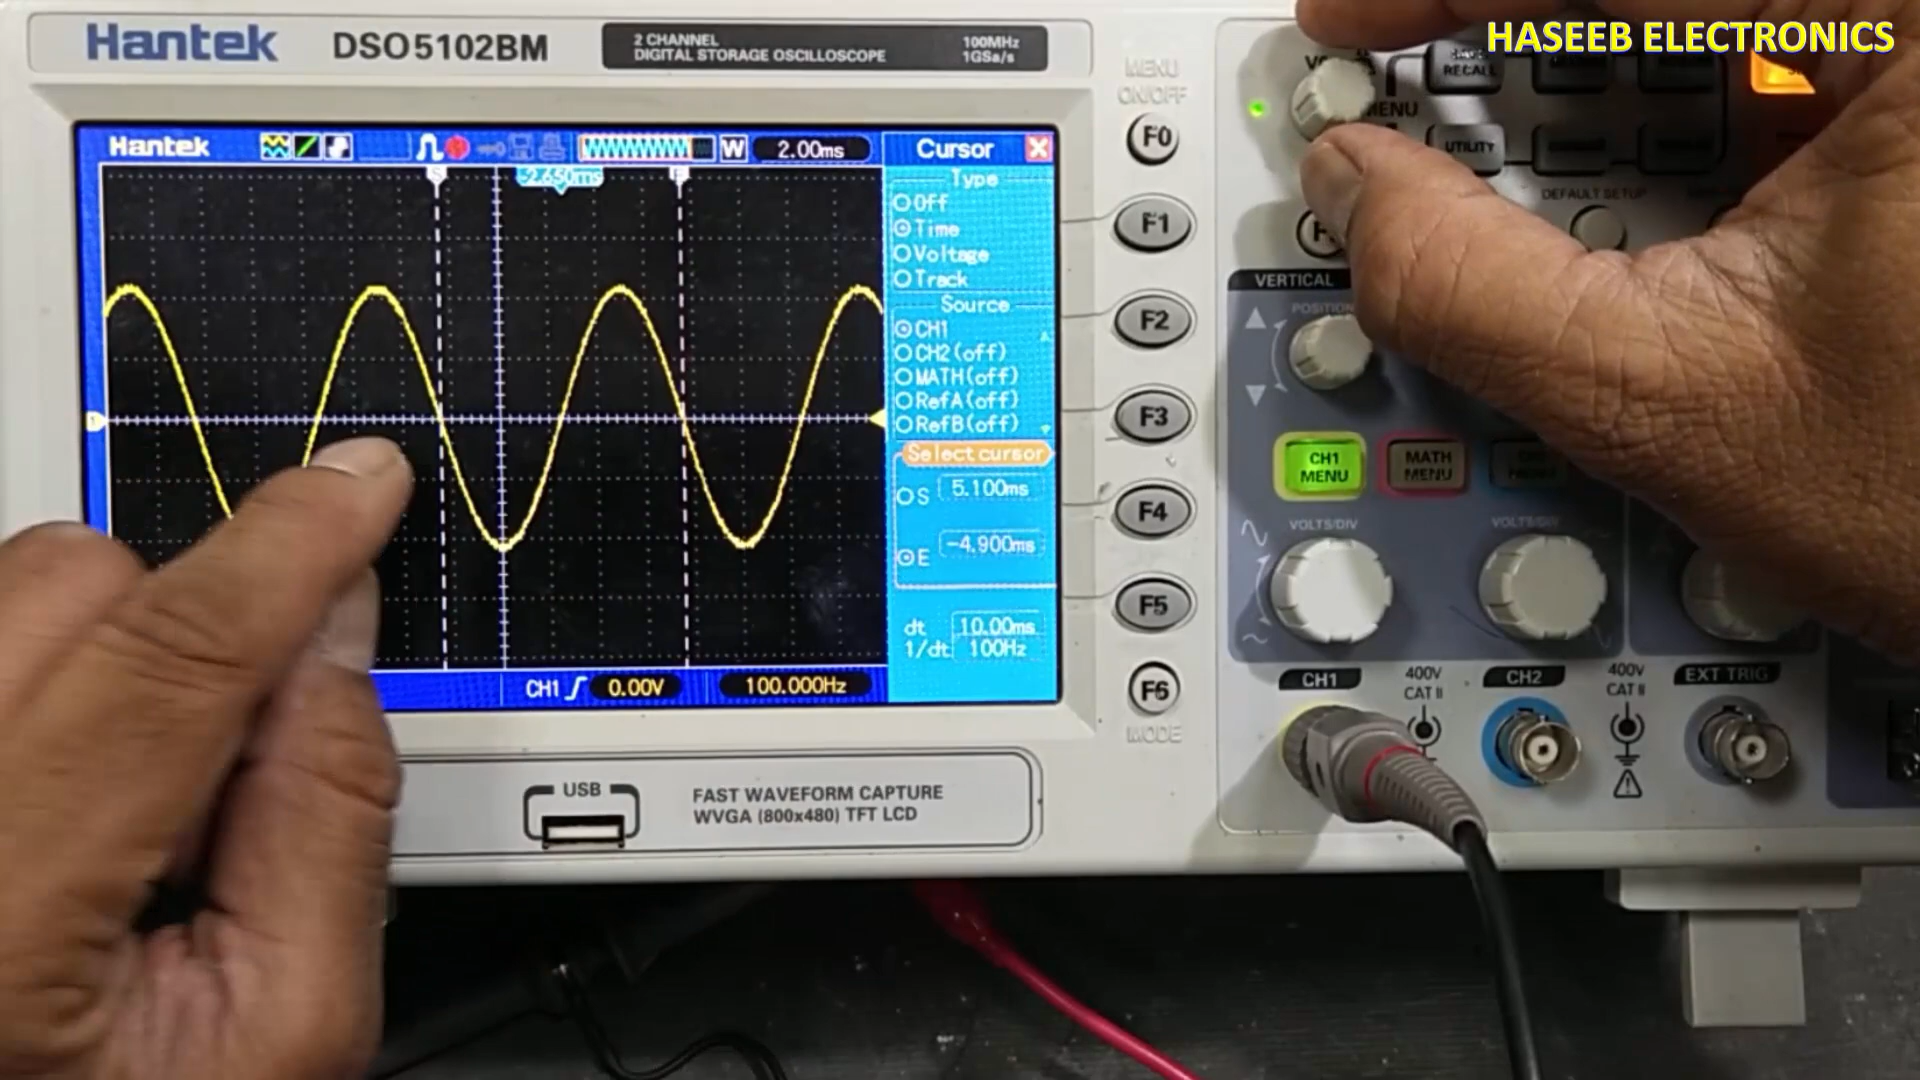 HASEEB ELECTRONICS
Hantek DSO5102BM
2 CHANNEL 100MHz
DIGITAL STORAGE OSCILLOSCOPE 1GSa/s
MENU
ON/OFF
RECALL
MENU
UTILITY
DEFAULT SETUP
Hantek W 2.00ms Cursor
-2.650ms
S E
Type
Off
Time
Voltage
Track
Source
CH1
CH2(off)
MATH(off)
RefA(off)
RefB(off)
Select cursor
S 5.100ms
E -4.900ms
dt 10.00ms
1/dt 100Hz
CH1 0.00V 100.000Hz
F0
F1
F2
F3
F4
F5
F6
MODE
VERTICAL
POSITION
CH1 MENU
MATH MENU
VOLTS/DIV
VOLTS/DIV
CH1
400V
CAT II
CH2
400V
CAT II
EXT TRIG
USB
FAST WAVEFORM CAPTURE
WVGA (800x480) TFT LCD